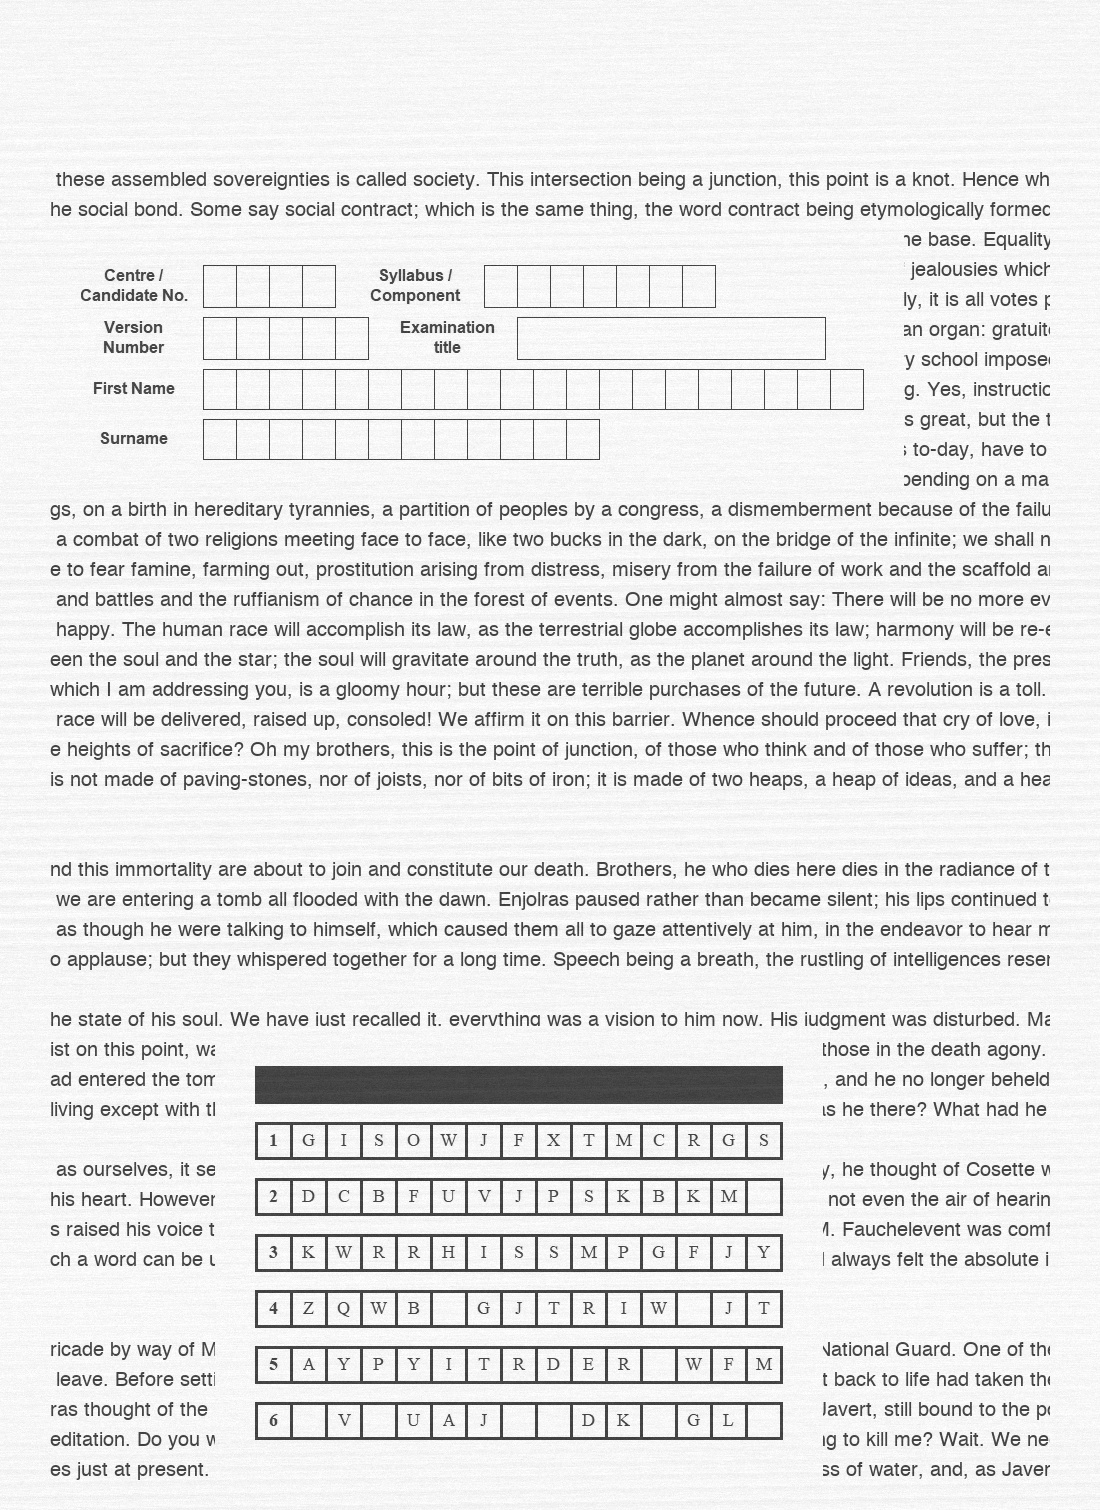 these assembled sovereignties is called society. This intersection being a junction, this point is a knot. Hence wh
he social bond. Some say social contract; which is the same thing, the word contract being etymologically formed
ne base. Equality
jealousies which
Centre / Candidate No.
Syllabus / Component
ly, it is all votes p
an organ: gratuit
Version Number
Examination title
y school impose
First Name
g. Yes, instructio
s great, but the t
Surname
to-day, have to
pending on a ma
gs, on a birth in hereditary tyrannies, a partition of peoples by a congress, a dismemberment because of the failu
a combat of two religions meeting face to face, like two bucks in the dark, on the bridge of the infinite; we shall n
e to fear famine, farming out, prostitution arising from distress, misery from the failure of work and the scaffold a
and battles and the ruffianism of chance in the forest of events. One might almost say: There will be no more ev
happy. The human race will accomplish its law, as the terrestrial globe accomplishes its law; harmony will be re-e
een the soul and the star; the soul will gravitate around the truth, as the planet around the light. Friends, the pres
which I am addressing you, is a gloomy hour; but these are terrible purchases of the future. A revolution is a toll.
race will be delivered, raised up, consoled! We affirm it on this barrier. Whence should proceed that cry of love, i
e heights of sacrifice? Oh my brothers, this is the point of junction, of those who think and of those who suffer; th
is not made of paving-stones, nor of joists, nor of bits of iron; it is made of two heaps, a heap of ideas, and a hea
nd this immortality are about to join and constitute our death. Brothers, he who dies here dies in the radiance of t
we are entering a tomb all flooded with the dawn. Enjolras paused rather than became silent; his lips continued t
as though he were talking to himself, which caused them all to gaze attentively at him, in the endeavor to hear m
o applause; but they whispered together for a long time. Speech being a breath, the rustling of intelligences reser
he state of his soul. We have just recalled it, everything was a vision to him now. His judgment was disturbed. Ma
ist on this point, wa
those in the death agony.
ad entered the tom
, and he no longer beheld
living except with th
as he there? What had he
1 G I S O W J F X T M C R G S
as ourselves, it se
y, he thought of Cosette w
his heart. However
not even the air of hearin
2 D C B F U V J P S K B K M
s raised his voice t
M. Fauchelevent was comf
ch a word can be u
always felt the absolute i
3 K W R R H I S S M P G F J Y
4 Z Q W B G J T R I W J T
ricade by way of M
National Guard. One of the
5 A Y P Y I T R D E R W F M
leave. Before setti
t back to life had taken the
ras thought of the
Javert, still bound to the po
6 V U A J D K G L
editation. Do you w
ng to kill me? Wait. We ne
es just at present.
ss of water, and, as Javer